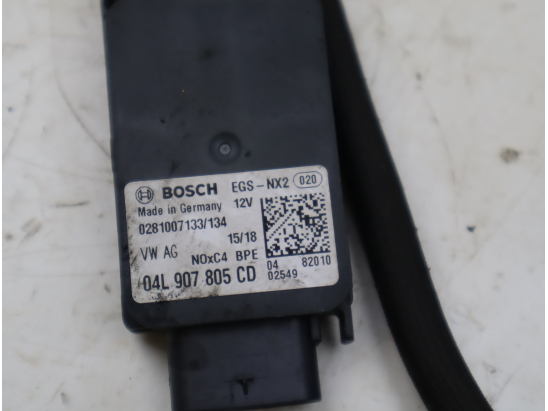 BOSCH EGS-NX2 020
Made in Germany 12V
0281007133/134
15/18
VW AG
NOxC4 BPE
04L 907 805 CD
04 82010
02549